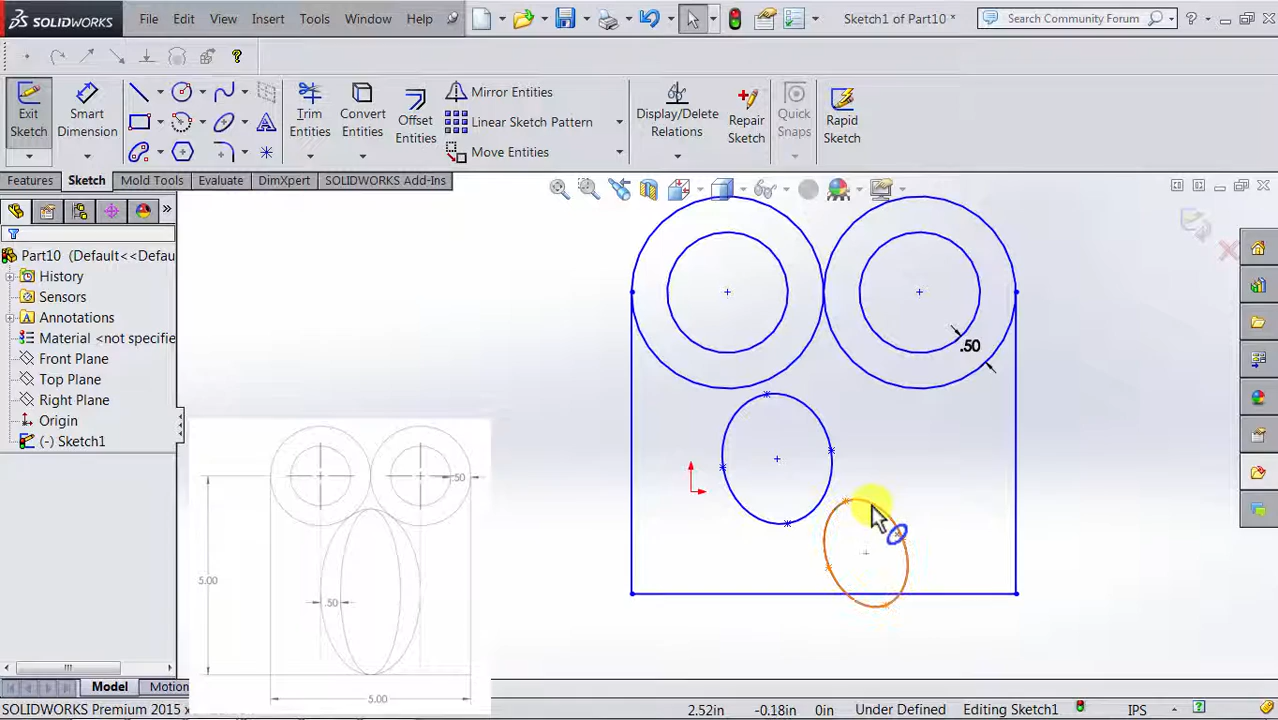 SOLIDWORKS File Edit View Insert Tools Window Help Sketch1 of Part10 * Search Community Forum ?
?
Exit Sketch
Smart Dimension
Trim Entities
Convert Entities
Offset Entities
Mirror Entities
Linear Sketch Pattern
Move Entities
Display/Delete Relations
Repair Sketch
Quick Snaps
Rapid Sketch
Features Sketch Mold Tools Evaluate DimXpert SOLIDWORKS Add-Ins
»
Part10 (Default<<Defau
History
Sensors
Annotations
Material <not specifie
Front Plane
Top Plane
Right Plane
Origin
(-) Sketch1
.50
.50
5.00
.50
5.00
Model Motion
SOLIDWORKS Premium 2015 x 2.52in -0.18in 0in Under Defined Editing Sketch1 IPS ?